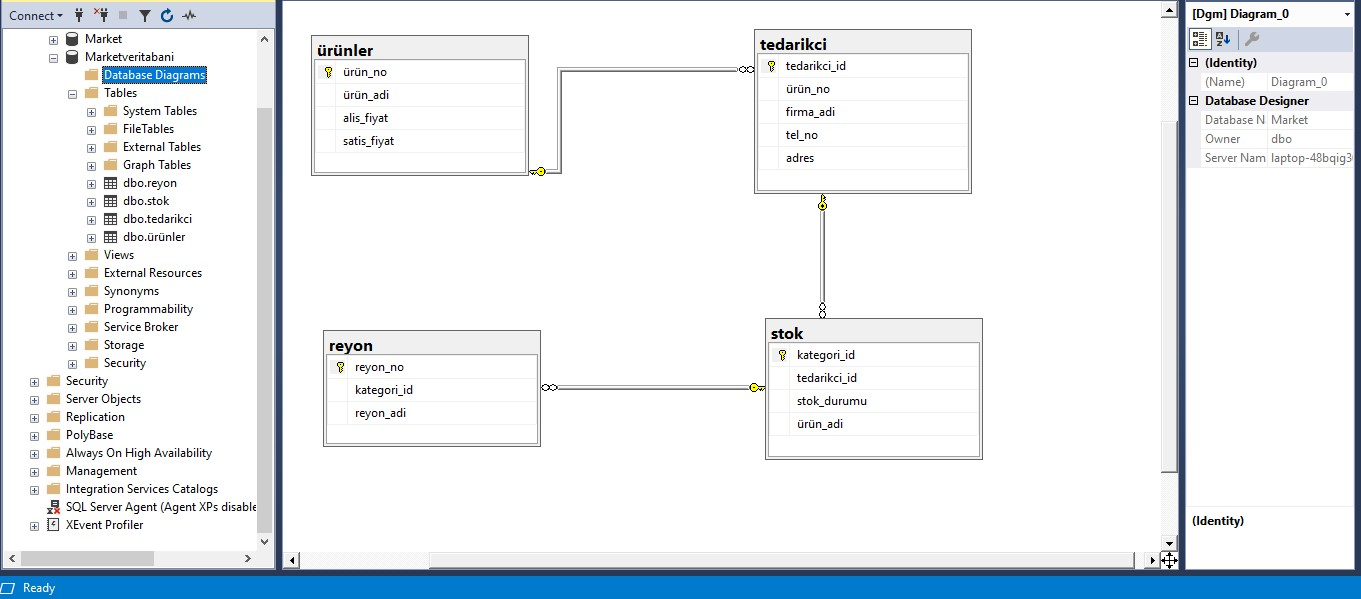 Connect
Market
Marketveritabani
Database Diagrams
Tables
System Tables
FileTables
External Tables
Graph Tables
dbo.reyon
dbo.stok
dbo.tedarikci
dbo.ürünler
Views
External Resources
Synonyms
Programmability
Service Broker
Storage
Security
Security
Server Objects
Replication
PolyBase
Always On High Availability
Management
Integration Services Catalogs
SQL Server Agent (Agent XPs disable
XEvent Profiler
ürünler
ürün_no
ürün_adi
alis_fiyat
satis_fiyat
tedarikci
tedarikci_id
ürün_no
firma_adi
tel_no
adres
reyon
reyon_no
kategori_id
reyon_adi
stok
kategori_id
tedarikci_id
stok_durumu
ürün_adi
[Dgm] Diagram_0
(Identity)
(Name) Diagram_0
Database Designer
Database N Market
Owner dbo
Server Nam laptop-48bqig3
(Identity)
Ready